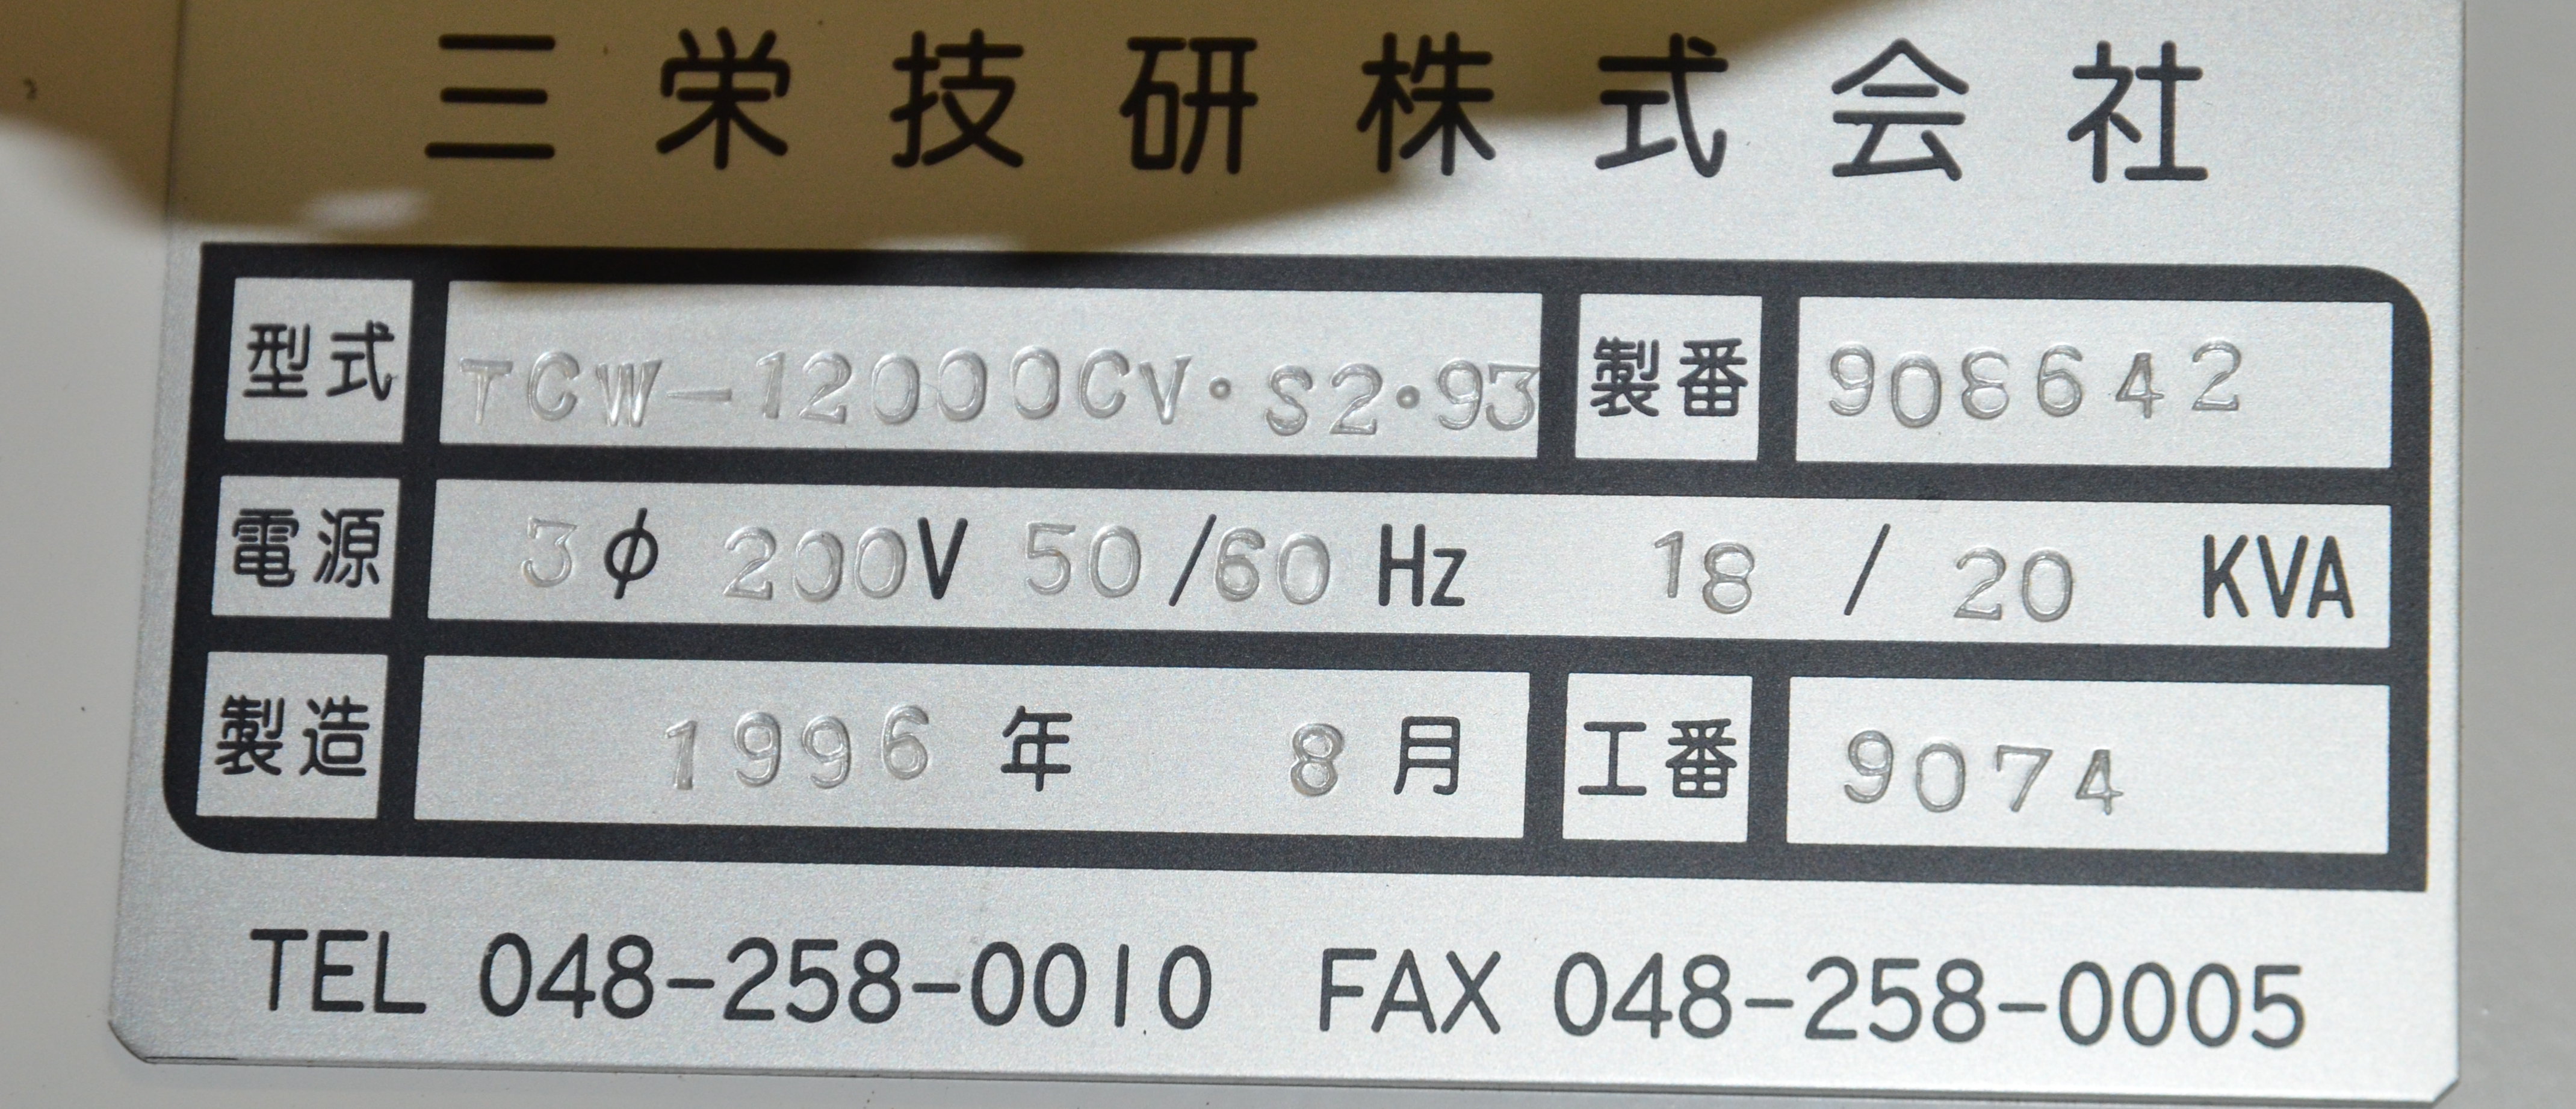 三栄技研株式会社
型式 TCW-12000CV・S2・93 製番 908642
電源 3φ 200V 50/60 Hz 18 / 20 KVA
製造 1996 年 8 月 工番 9074
TEL 048-258-0010 FAX 048-258-0005